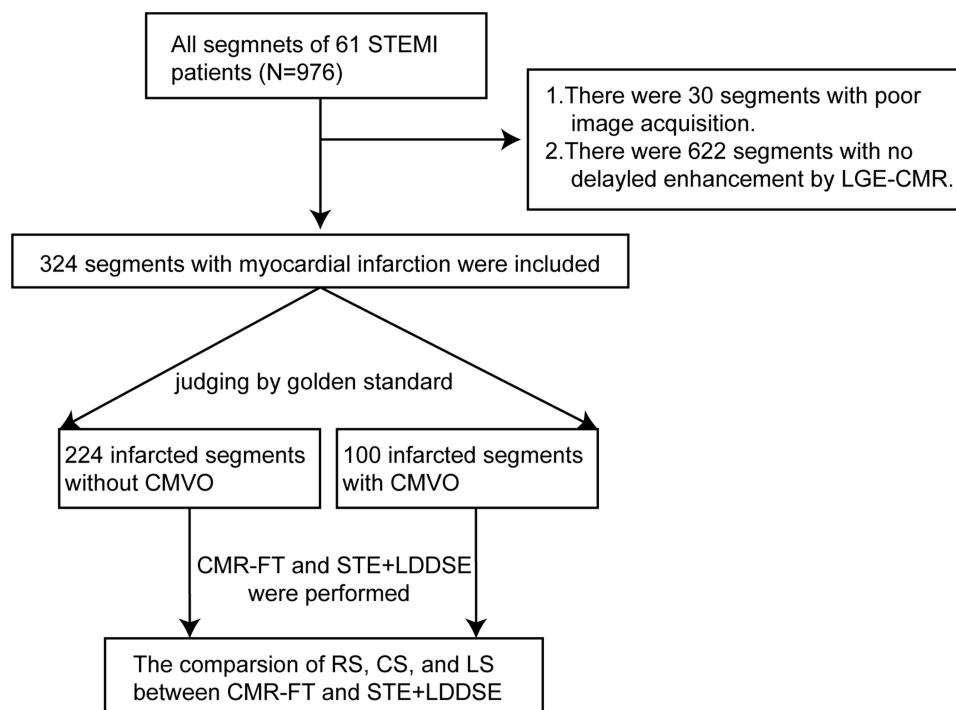 All segmnets of 61 STEMI
patients (N=976)
1.There were 30 segments with poor
image acquisition.
2.There were 622 segments with no
delayled enhancement by LGE-CMR.
324 segments with myocardial infarction were included
judging by golden standard
224 infarcted segments
without CMVO
100 infarcted segments
with CMVO
CMR-FT and STE+LDDSE
were performed
The comparsion of RS, CS, and LS
between CMR-FT and STE+LDDSE